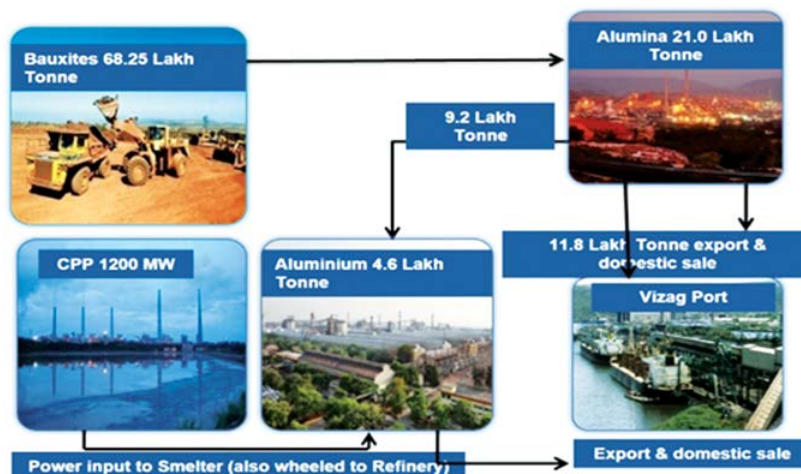 Bauxites 68.25 Lakh
Tonne
Alumina 21.0 Lakh
Tonne
9.2 Lakh
Tonne
CPP 1200 MW
Aluminium 4.6 Lakh
Tonne
11.8 Lakh Tonne export &
domestic sale
Vizag Port
Power input to Smelter (also wheeled to Refinery))
Export & domestic sale